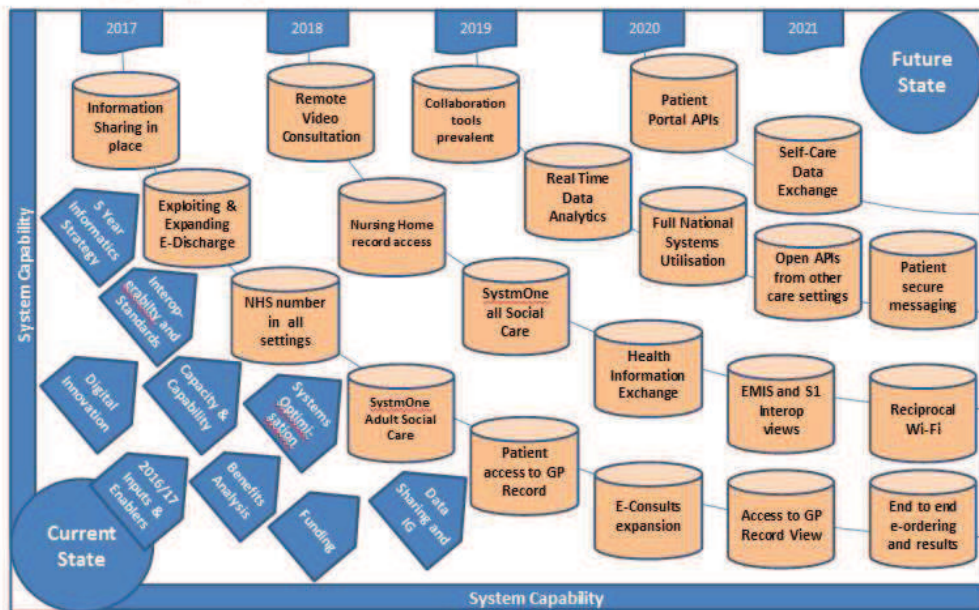 2017
2018
2019
2020
2021
Future
State
Information
Sharing in
place
Remote
Video
Consultation
Collaboration
tools
prevalent
Patient
Portal APIs
Self-Care
Data
Exchange
Exploiting &
Expanding
E-Discharge
Nursing Home
record access
Real Time
Data
Analytics
Full National
Systems
Utilisation
Open APIs
from other
care settings
Patient
secure
messaging
5 Year
Informatics
Strategy
Interop-
erabilty and
Standards
NHS number
in all
settings
SystmOne
all Social
Care
Health
Information
Exchange
EMIS and S1
Interop
views
Reciprocal
Wi-Fi
Digital
Innovation
Capacity &
Capability
Systems
Optimi-
sation
SystmOne
Adult Social
Care
Patient
access to GP
Record
E-Consults
expansion
Access to GP
Record View
End to end
e-ordering
and results
2016/17
Inputs &
Enablers
Benefits
Analysis
Funding
Data
Sharing and
IG
Current
State
System Capability
System Capability